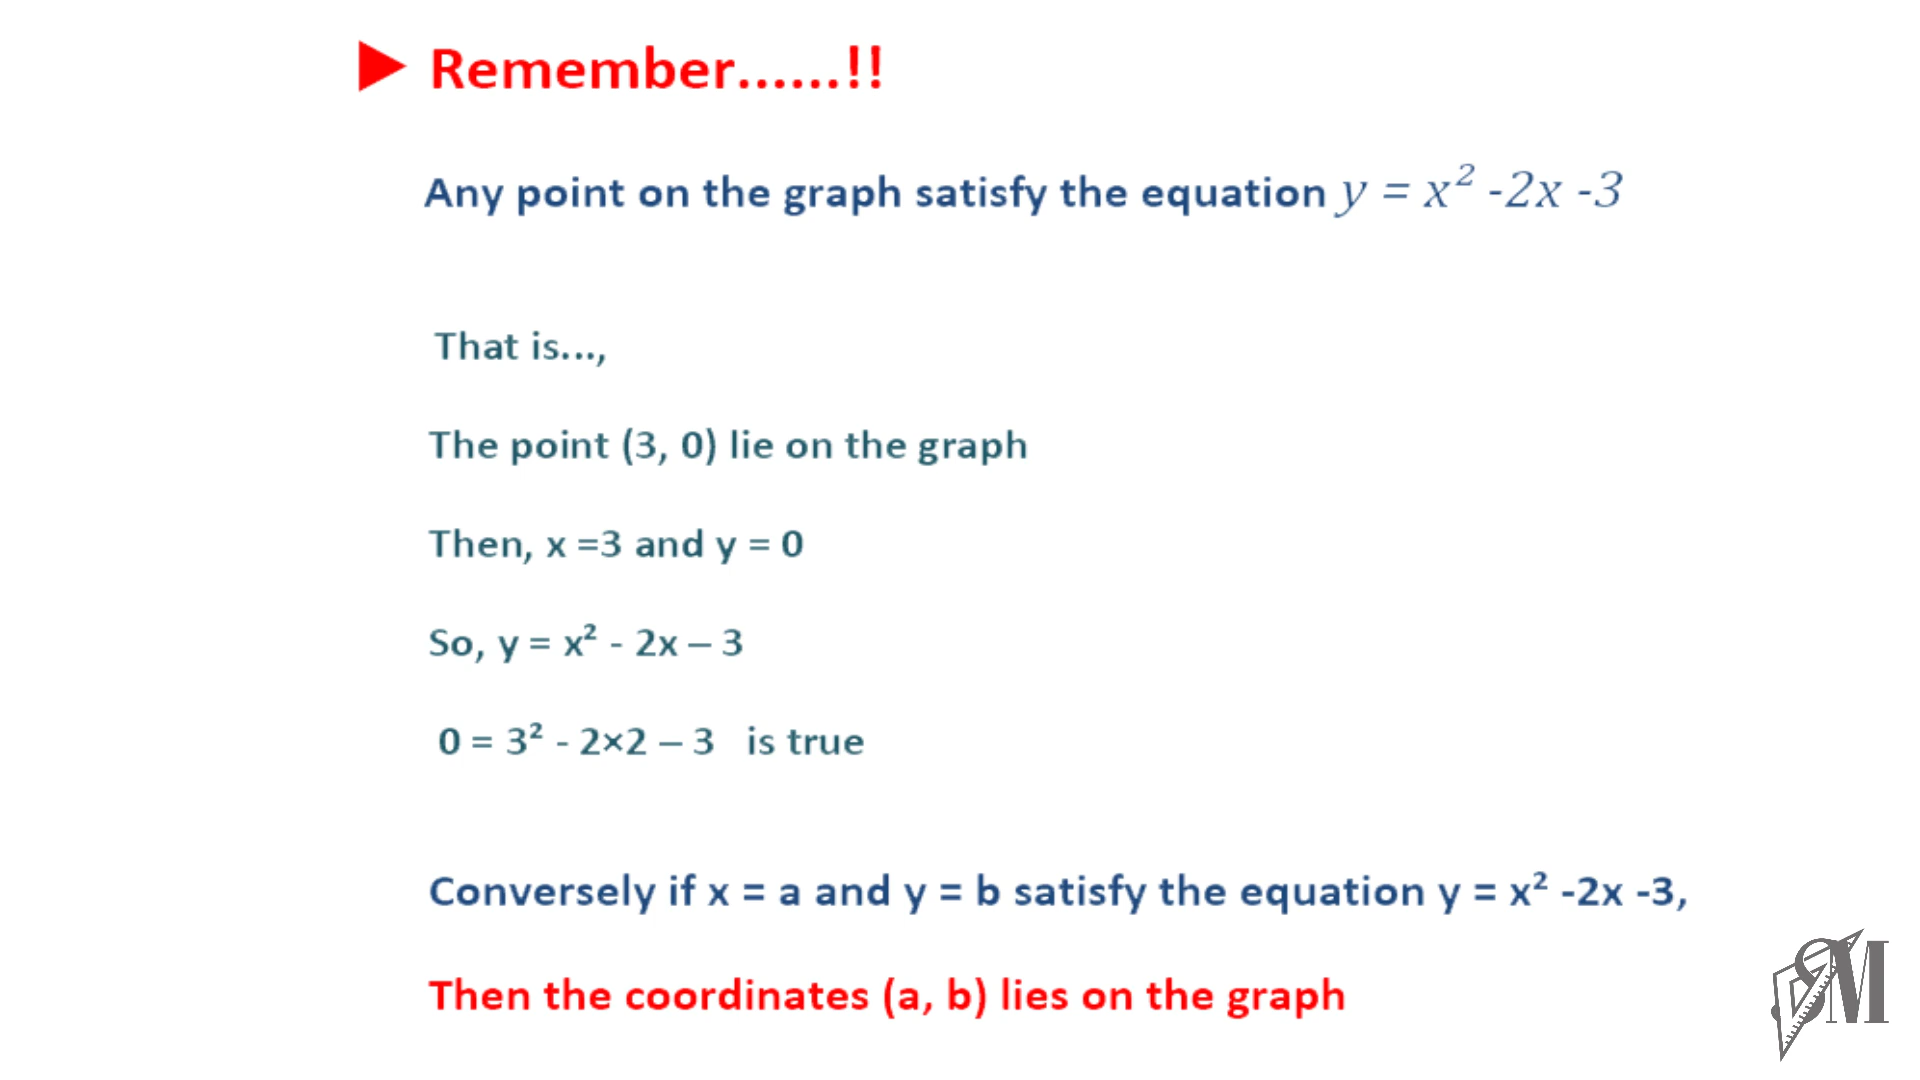 Remember......!!
Any point on the graph satisfy the equation y = x² -2x -3
That is...,
The point (3, 0) lie on the graph
Then, x =3 and y = 0
So, y = x² - 2x – 3
0 = 3² - 2×2 – 3 is true
Conversely if x = a and y = b satisfy the equation y = x² -2x -3,
Then the coordinates (a, b) lies on the graph
SM